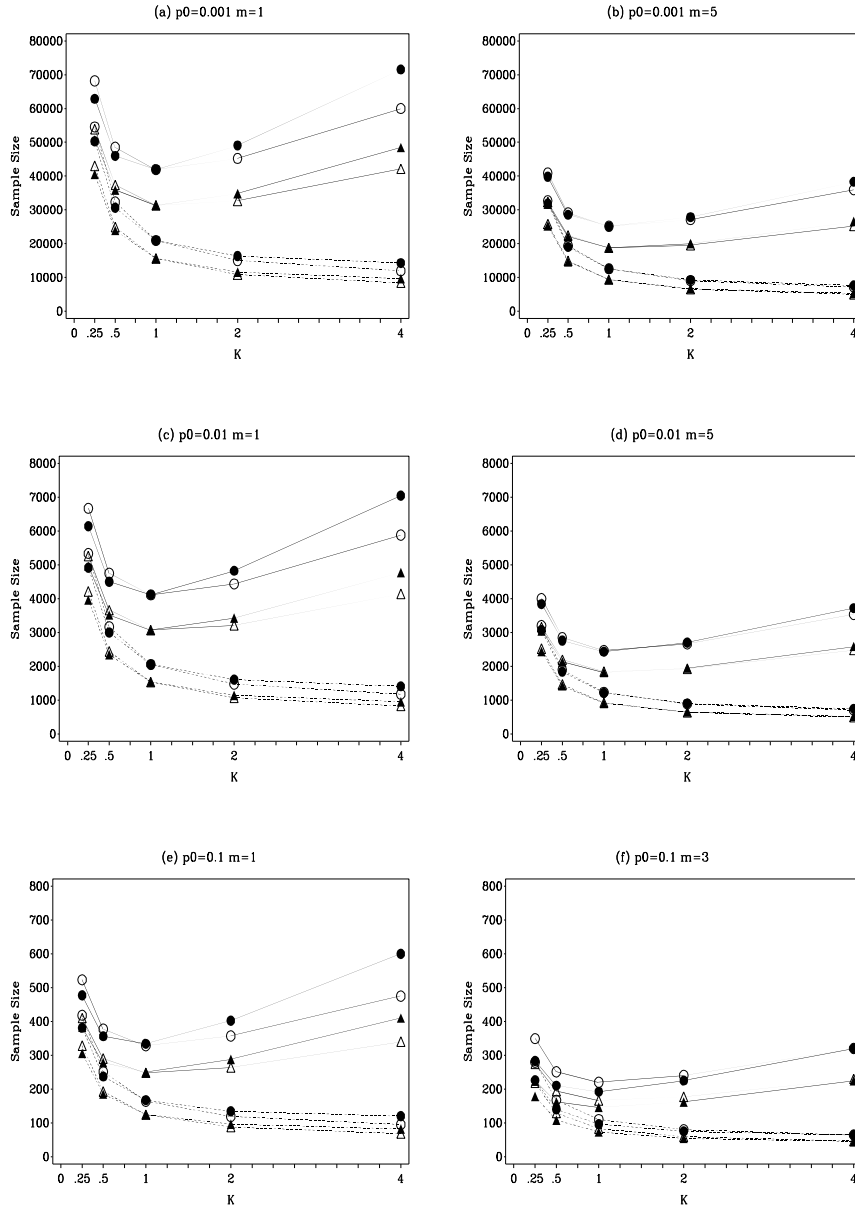 (a) p0=0.001 m=1
80000
70000
60000
50000
40000
30000
20000
10000
0
Sample Size
0 .25 .5 1 2 4
K
(b) p0=0.001 m=5
80000
70000
60000
50000
40000
30000
20000
10000
0
Sample Size
0 .25 .5 1 2 4
K
(c) p0=0.01 m=1
8000
7000
6000
5000
4000
3000
2000
1000
0
Sample Size
0 .25 .5 1 2 4
K
(d) p0=0.01 m=5
8000
7000
6000
5000
4000
3000
2000
1000
0
Sample Size
0 .25 .5 1 2 4
K
(e) p0=0.1 m=1
800
700
600
500
400
300
200
100
0
Sample Size
0 .25 .5 1 2 4
K
(f) p0=0.1 m=3
800
700
600
500
400
300
200
100
0
Sample Size
0 .25 .5 1 2 4
K